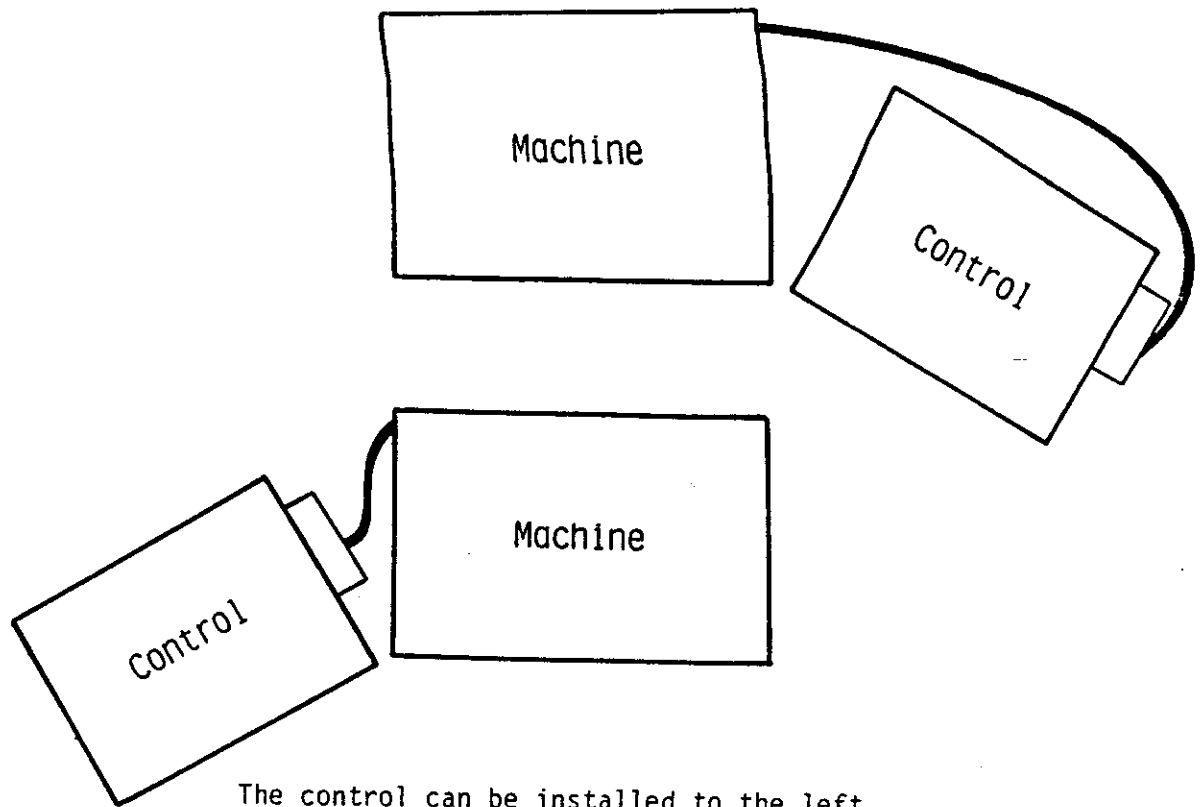 Machine
Control
Machine
Control
The control can be installed to the left